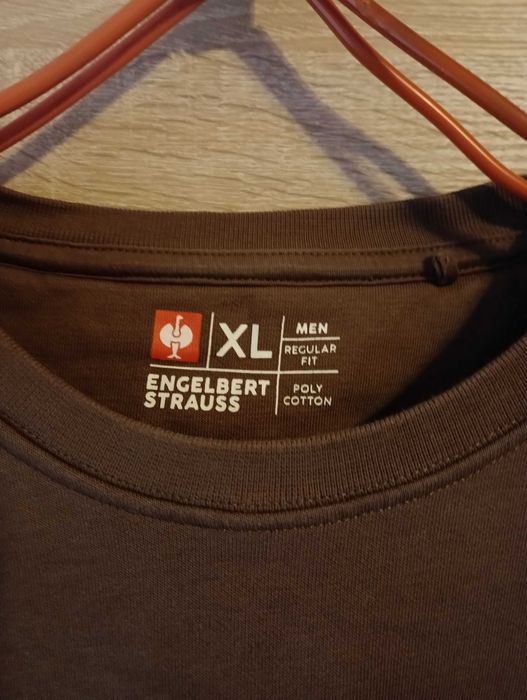 XL
MEN
REGULAR
FIT
ENGELBERT
STRAUSS
POLY
COTTON